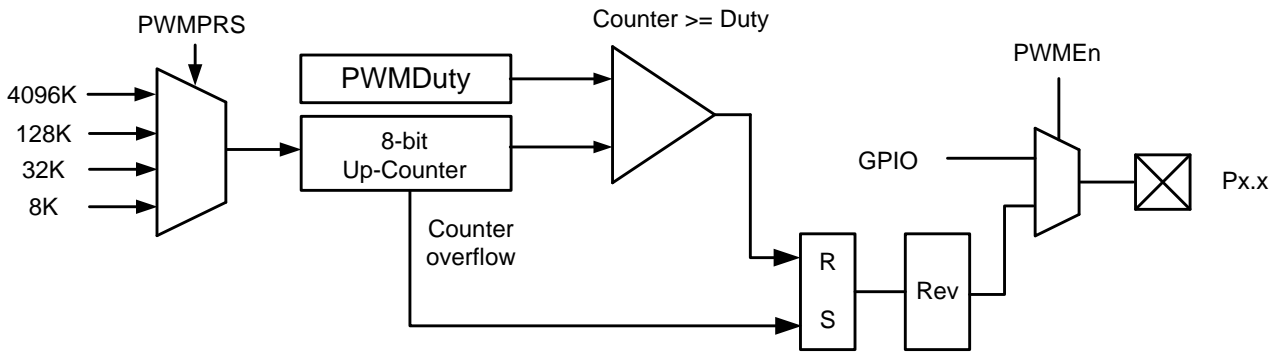 Counter >= Duty
PWMPRS
PWMEn
PWMDuty
4096K
128K
32K
8K
8-bit
Up-Counter
GPIO
Px.x
Counter
overflow
R
S
Rev